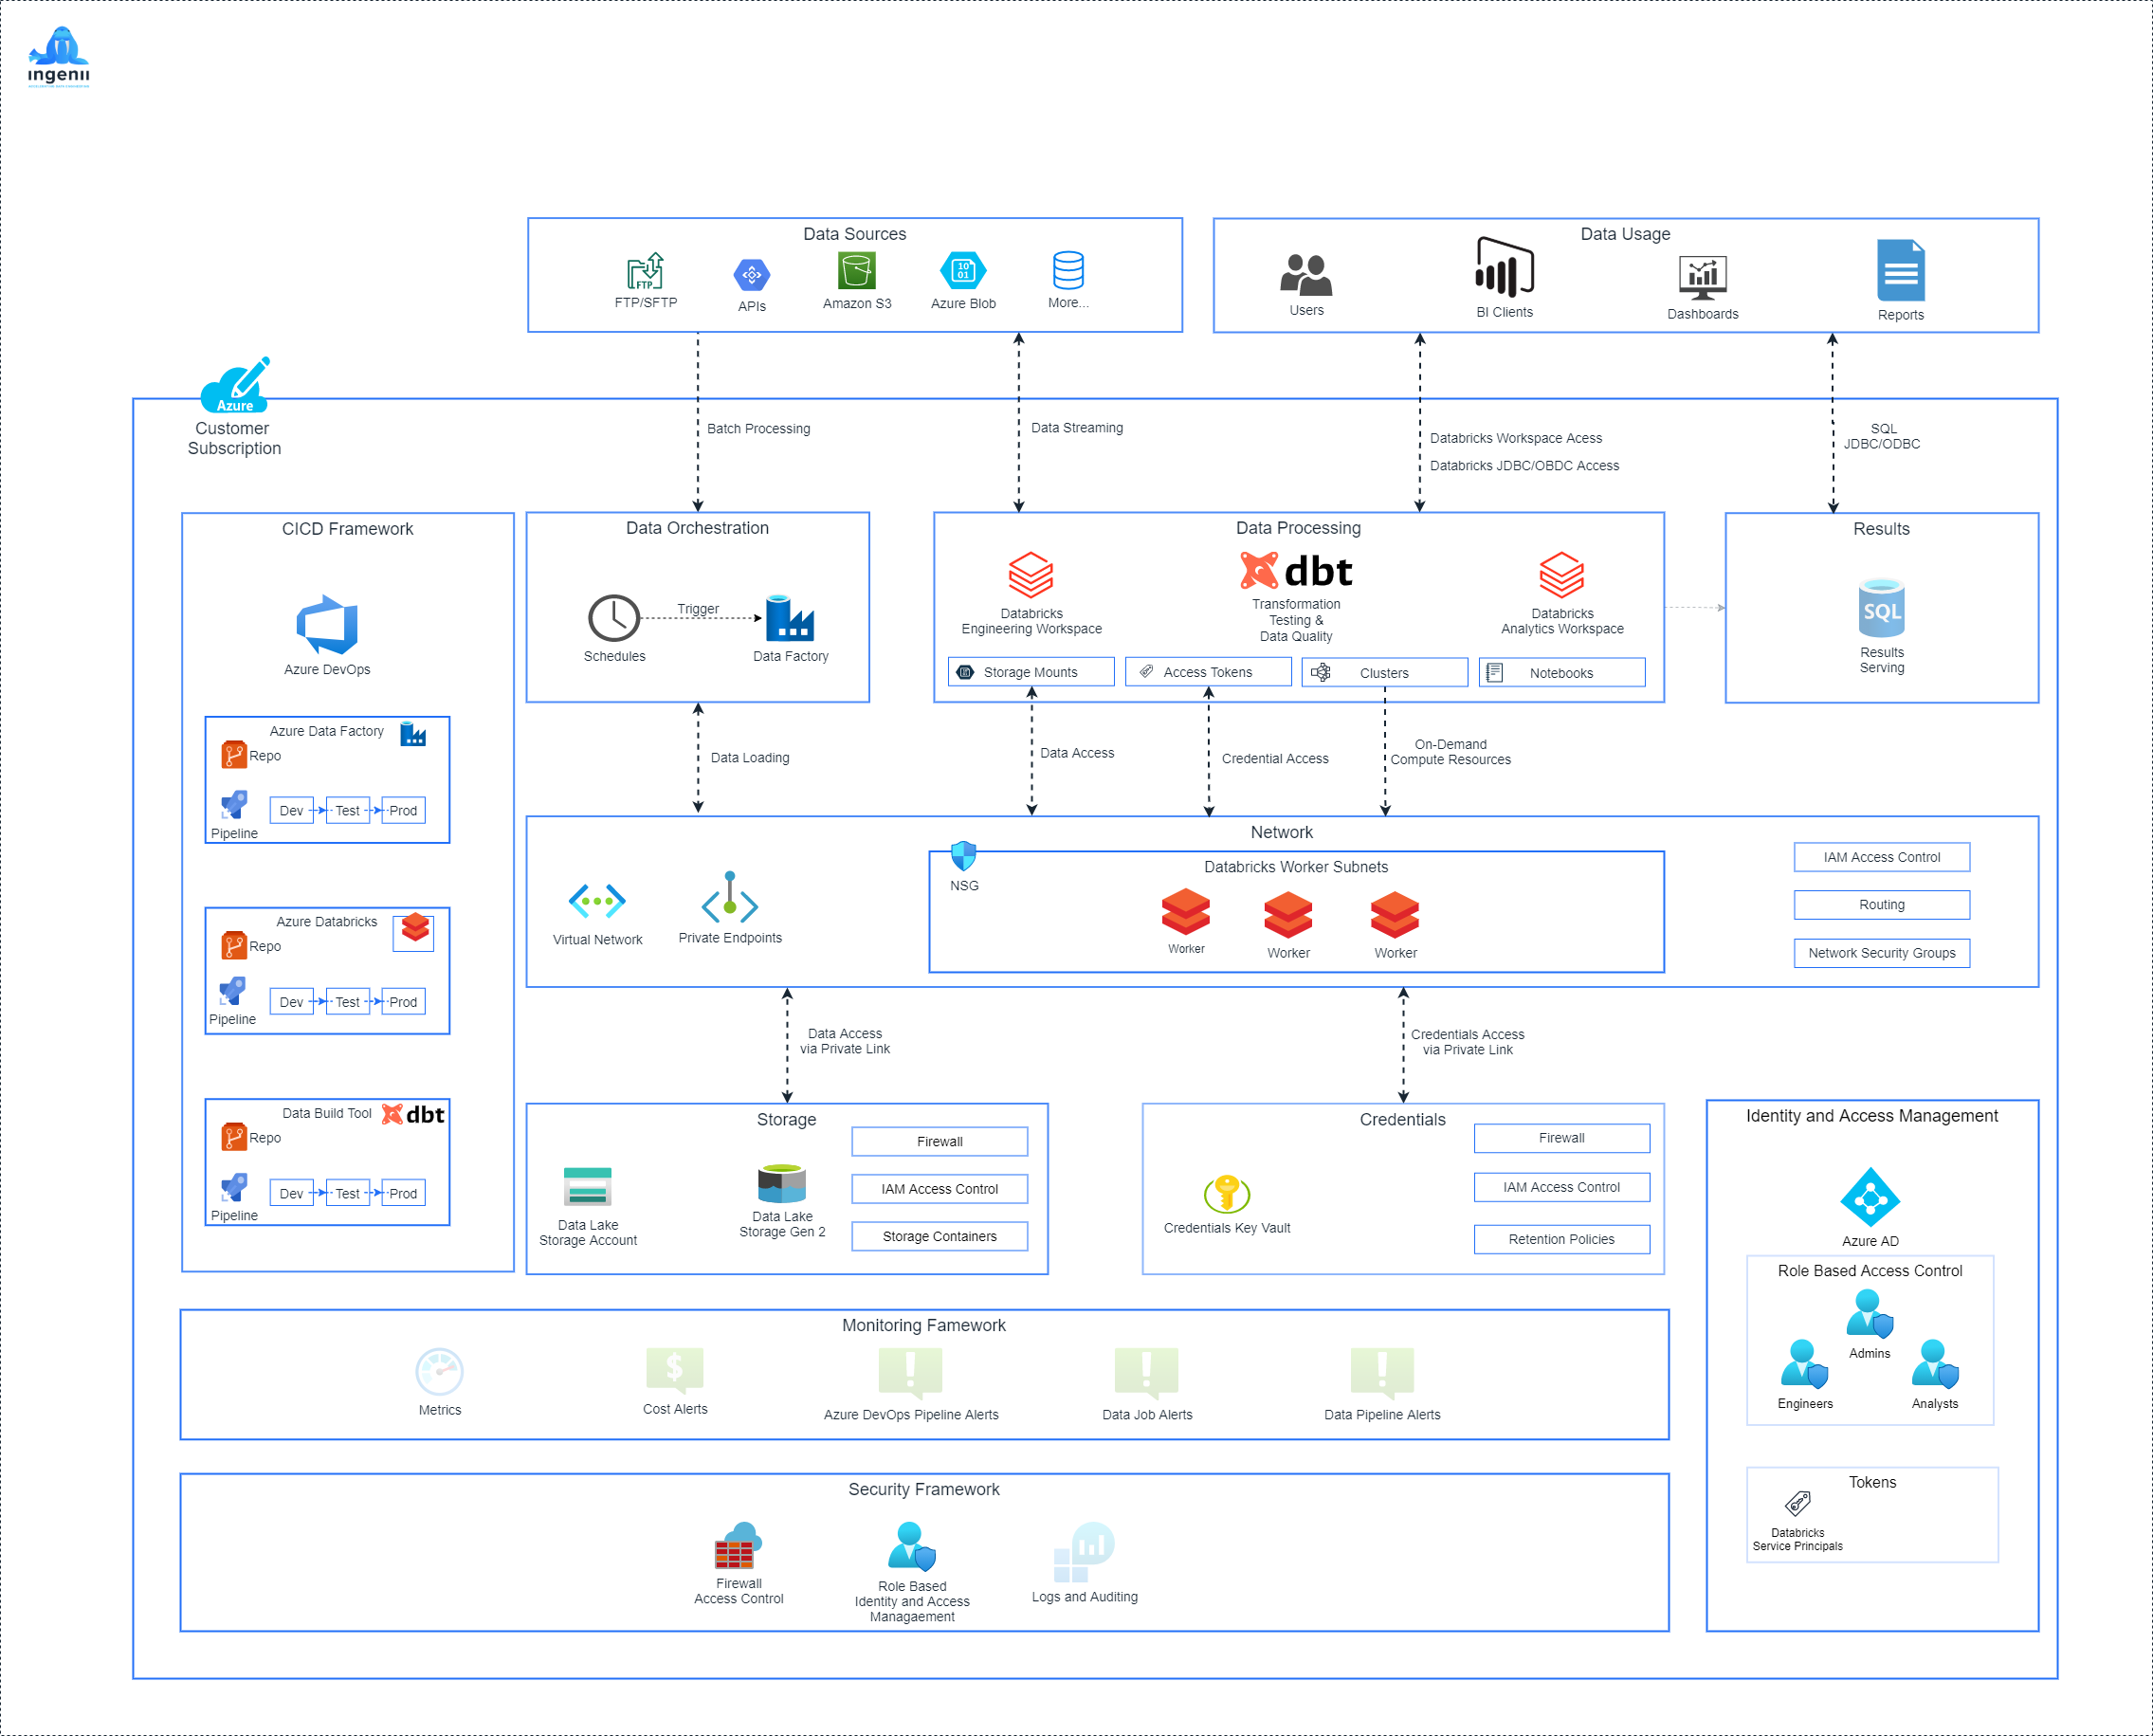 ıngenıı
ACCELERATING DATA ENGINEERING
Data Sources
FTP
FTP/SFTP
APIs
Amazon S3
10
01
Azure Blob
More...
Data Usage
Users
BI Clients
Dashboards
Reports
Azure
Customer
Subscription
Batch Processing
Data Streaming
Databricks Workspace Acess
Databricks JDBC/OBDC Access
SQL
JDBC/ODBC
CICD Framework
Azure DevOps
Azure Data Factory
Repo
Pipeline
Dev
Test
Prod
Azure Databricks
Repo
Pipeline
Dev
Test
Prod
Data Build Tool
dbt
Repo
Pipeline
Dev
Test
Prod
Data Orchestration
Schedules
Trigger
Data Factory
Data Processing
Databricks
Engineering Workspace
dbt
Transformation
Testing &
Data Quality
Databricks
Analytics Workspace
Storage Mounts
Access Tokens
Clusters
Notebooks
Results
SQL
Results
Serving
Data Loading
Data Access
Credential Access
On-Demand
Compute Resources
Network
Virtual Network
Private Endpoints
NSG
Databricks Worker Subnets
Worker
Worker
Worker
IAM Access Control
Routing
Network Security Groups
Data Access
via Private Link
Credentials Access
via Private Link
Storage
Data Lake
Storage Account
Data Lake
Storage Gen 2
Firewall
IAM Access Control
Storage Containers
Credentials
Credentials Key Vault
Firewall
IAM Access Control
Retention Policies
Identity and Access Management
Azure AD
Role Based Access Control
Admins
Engineers
Analysts
Tokens
Databricks
Service Principals
Monitoring Famework
Metrics
$
Cost Alerts
!
Azure DevOps Pipeline Alerts
!
Data Job Alerts
!
Data Pipeline Alerts
Security Framework
Firewall
Access Control
Role Based
Identity and Access
Managaement
Logs and Auditing